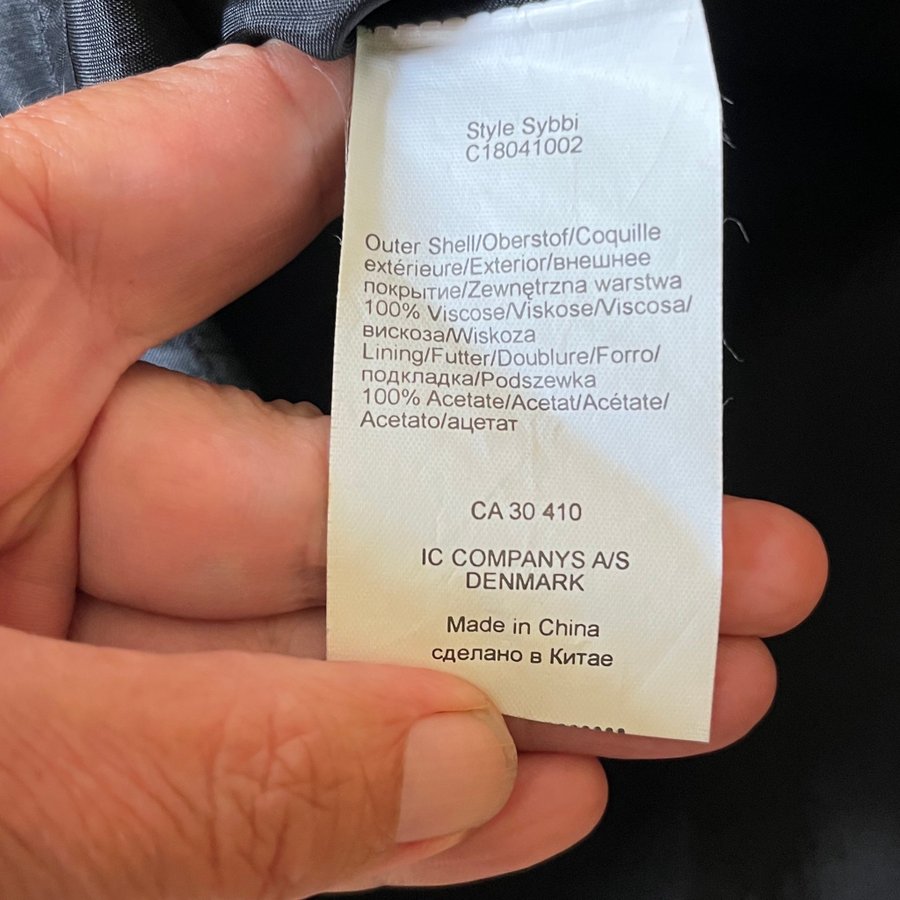 Style Sybbi
C18041002
Outer Shell/Oberstof/Coquille
extérieure/Exterior/внешнее
покрытие/Zewnętrzna warstwa
100% Viscose/Viskose/Viscosa/
вискоза/Wiskoza
Lining/Futter/Doublure/Forro/
подкладка/Podszewka
100% Acetate/Acetat/Acétate/
Acetato/ацетат
CA 30 410
IC COMPANYS A/S
DENMARK
Made in China
сделано в Китае